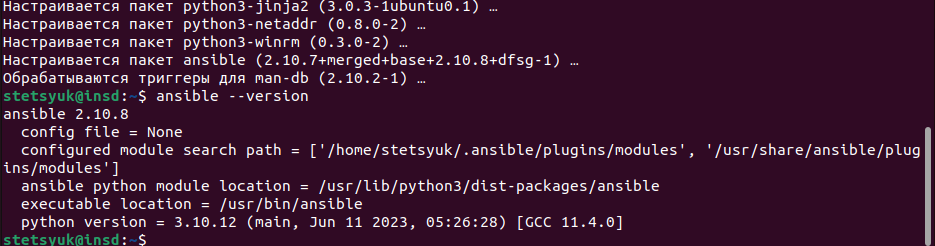 Настраивается пакет python3-jinja2 (3.0.3-1ubuntu0.1) …
Настраивается пакет python3-netaddr (0.8.0-2) …
Настраивается пакет python3-winrm (0.3.0-2) …
Настраивается пакет ansible (2.10.7+merged+base+2.10.8+dfsg-1) …
Обрабатываются триггеры для man-db (2.10.2-1) …
stetsyuk@insd:~$ ansible --version
ansible 2.10.8
  config file = None
  configured module search path = ['/home/stetsyuk/.ansible/plugins/modules', '/usr/share/ansible/plug
ins/modules']
  ansible python module location = /usr/lib/python3/dist-packages/ansible
  executable location = /usr/bin/ansible
  python version = 3.10.12 (main, Jun 11 2023, 05:26:28) [GCC 11.4.0]
stetsyuk@insd:~$